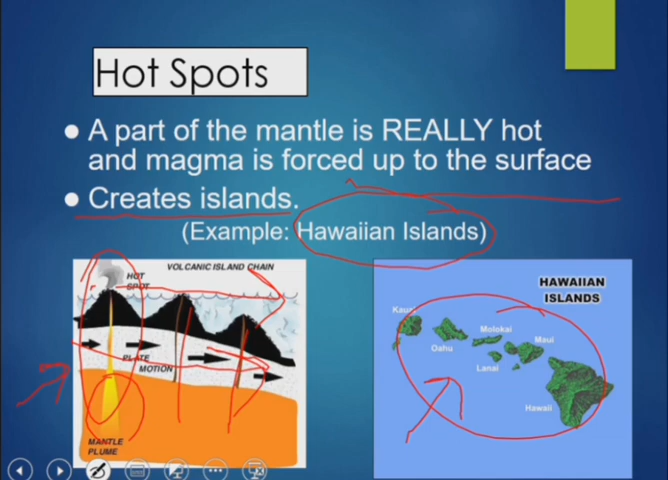 Hot Spots
● A part of the mantle is REALLY hot
and magma is forced up to the surface
● Creates islands.
(Example: Hawaiian Islands)
VOLCANIC ISLAND CHAIN
HOT
SPOT
PLATE
MOTION
MANTLE
PLUME
HAWAIIAN
ISLANDS
Kauai
Oahu
Molokai
Maui
Lanai
Hawaii